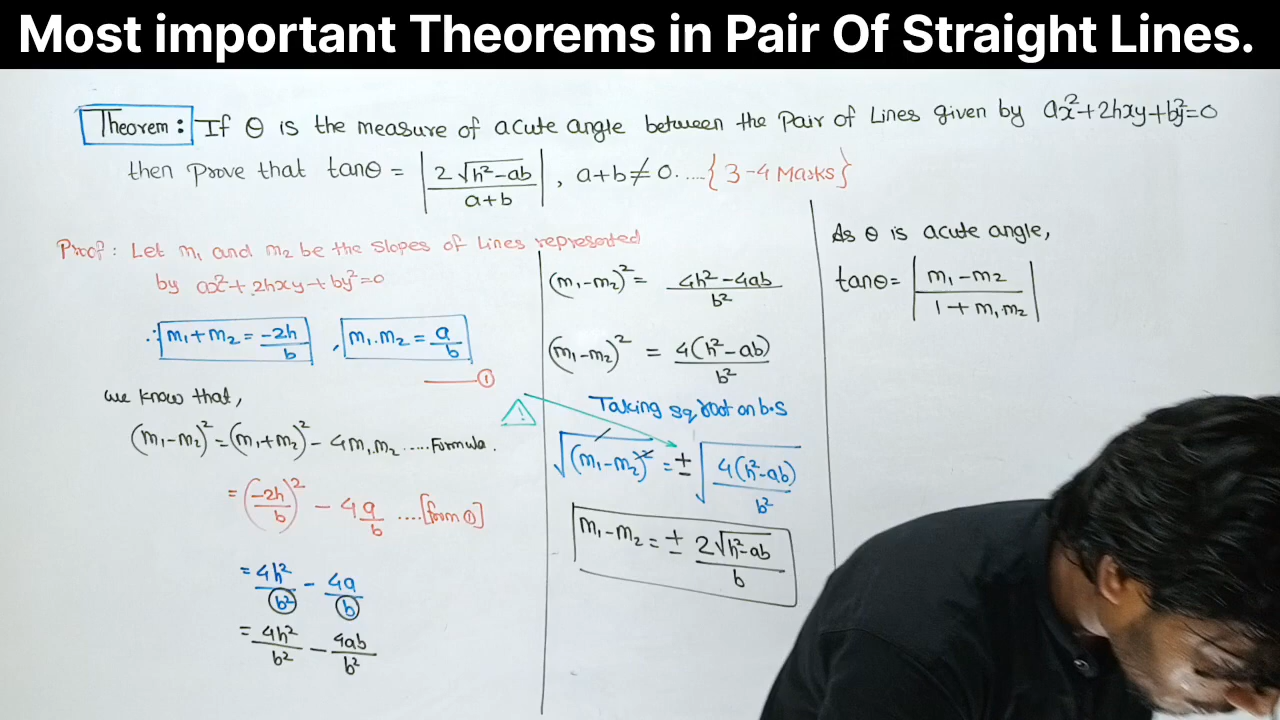 Most important Theorems in Pair Of Straight Lines.
Theorem: If θ is the measure of acute angle between the Pair of Lines given by ax²+2hxy+by²=0
then Prove that tanθ = |2√(h²-ab)/(a+b)|, a+b≠0.....{3-4 Masks}
Proof: Let m₁ and m₂ be the Slopes of Lines represented
by ax²+2hxy+by²=0
∴ m₁+m₂ = -2h/b , m₁.m₂ = a/b
①
we know that,
(m₁-m₂)² = (m₁+m₂)² - 4m₁.m₂ .....Formula.
= (-2h/b)² - 4a/b ....[form ①]
= 4h²/b² - 4a/b
= 4h²/b² - 4ab/b²
(m₁-m₂)² = (4h²-4ab)/b²
(m₁-m₂)² = 4(h²-ab)/b²
Taking sq root on b.s
√(m₁-m₂)² = ± √(4(h²-ab)/b²)
m₁-m₂ = ± 2√(h²-ab)/b
As θ is acute angle,
tanθ = |(m₁-m₂)/(1+m₁m₂)|